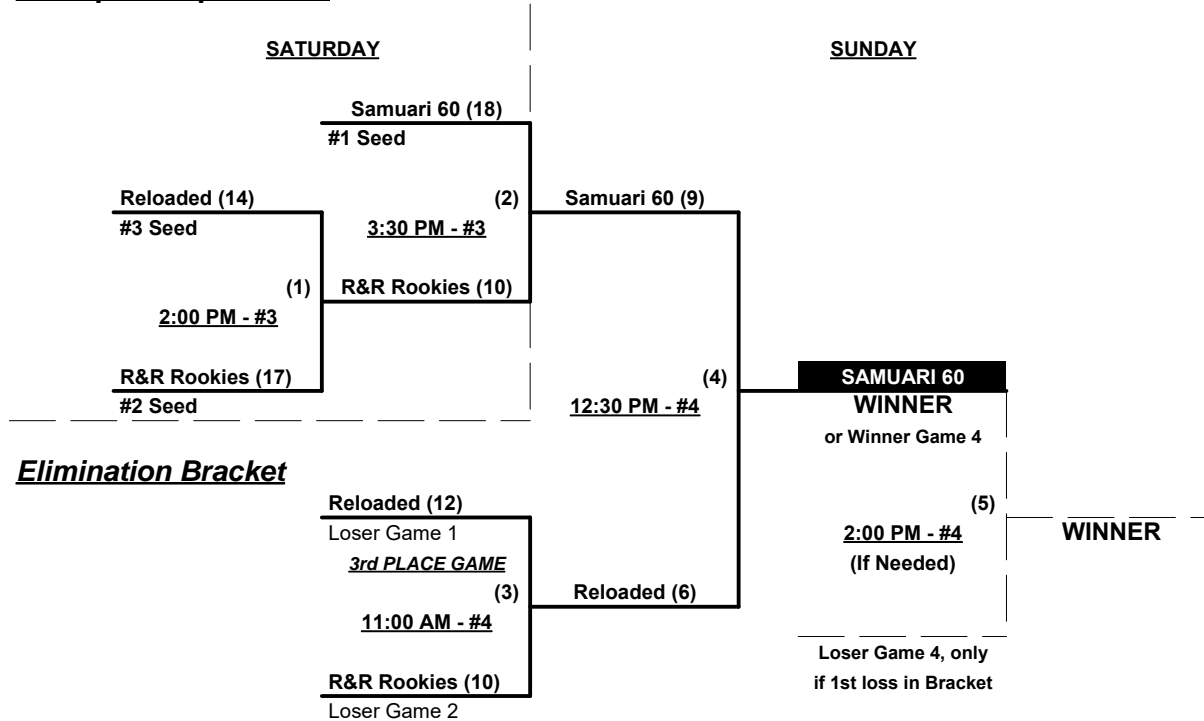 SATURDAY
SUNDAY
Samuari 60 (18)
#1 Seed
Reloaded (14)
#3 Seed
(2)
3:30 PM - #3
Samuari 60 (9)
(1)
2:00 PM - #3
R&R Rookies (10)
R&R Rookies (17)
#2 Seed
(4)
12:30 PM - #4
SAMUARI 60
WINNER
or Winner Game 4
Elimination Bracket
Reloaded (12)
Loser Game 1
3rd PLACE GAME
(3)
11:00 AM - #4
Reloaded (6)
R&R Rookies (10)
Loser Game 2
(5)
2:00 PM - #4
(If Needed)
WINNER
Loser Game 4, only
if 1st loss in Bracket